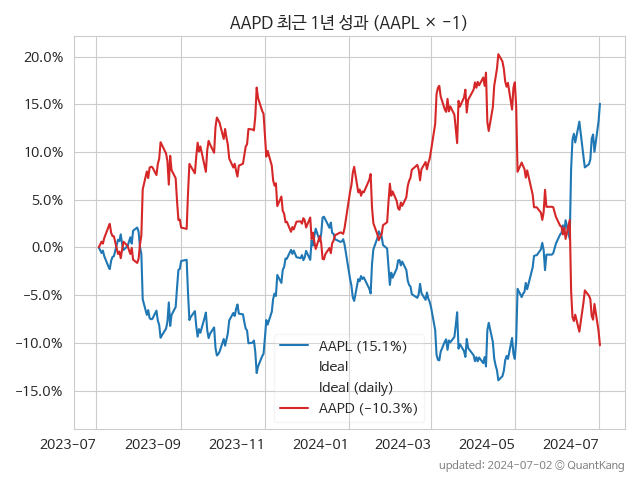 AAPD 최근 1년 성과 (AAPL × −1)
20.0%
15.0%
10.0%
5.0%
0.0%
−5.0%
−10.0%
−15.0%
AAPL (15.1%)
Ideal
Ideal (daily)
AAPD (−10.3%)
2023-07 2023-09 2023-11 2024-01 2024-03 2024-05 2024-07
updated: 2024-07-02 © QuantKang